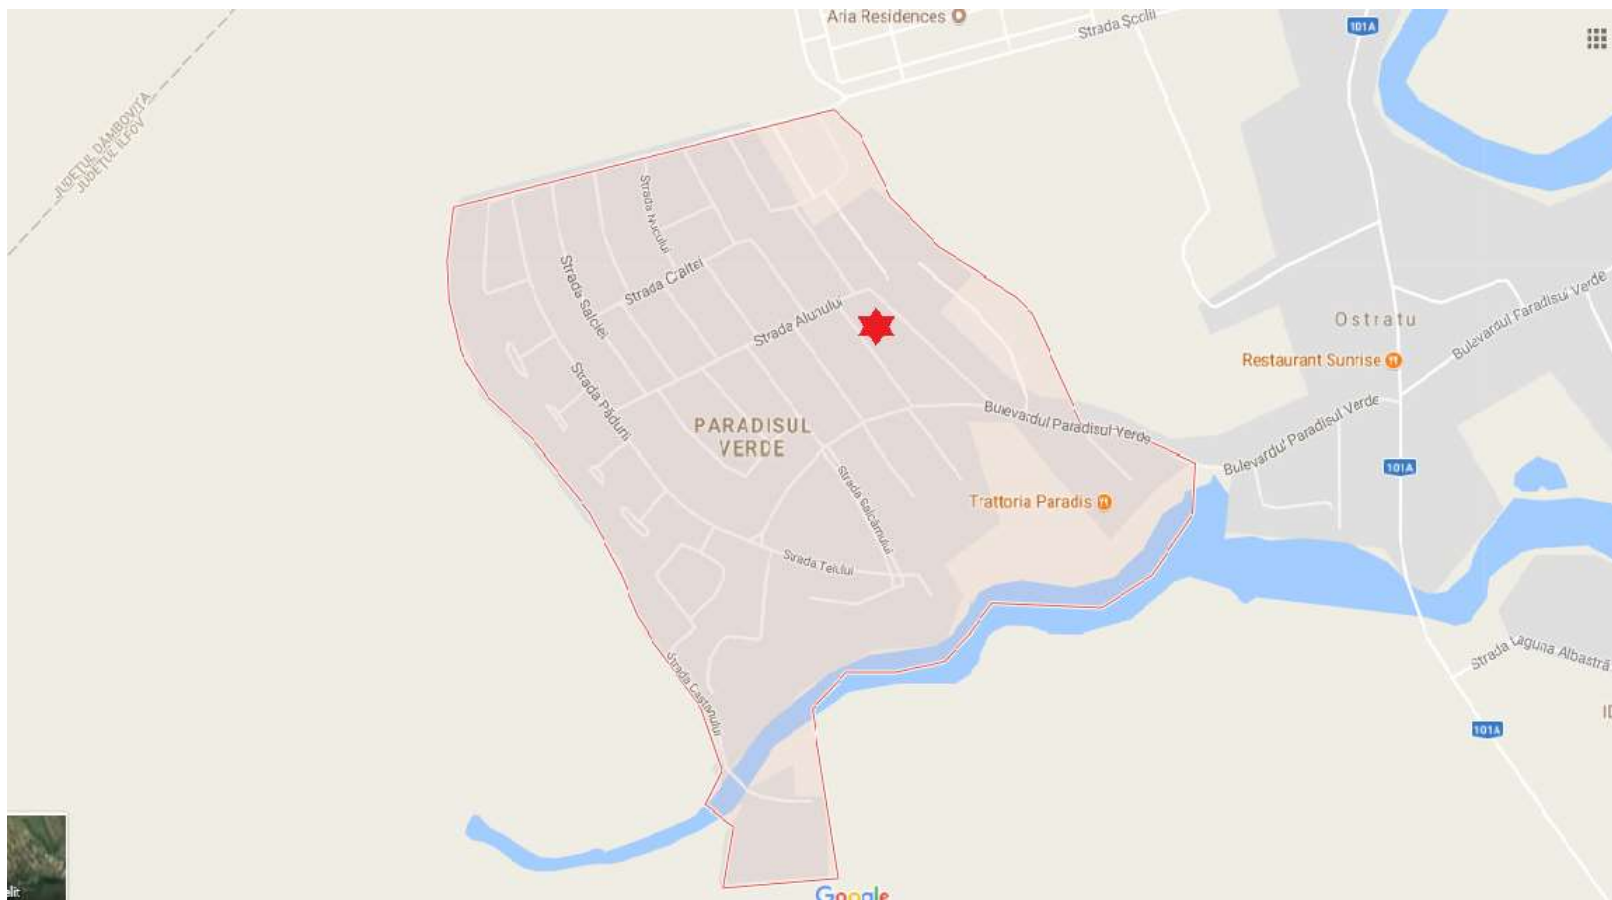 Aria Residences
Strada Școlii
101A
JUDEȚUL DÂMBOVIȚA
JUDEȚUL ILFOV
Strada Nucului
Strada Salciei
Strada Craitei
Strada Alunului
Ostratu
Bulevardul Paradisul Verde
Restaurant Sunrise
Strada Pădurii
Bulevardul Paradisul Verde
Bulevardul Paradisul Verde
PARADISUL
VERDE
101A
Trattoria Paradis
Strada Salcâmului
Strada Teiului
Strada Laguna Albastră
Strada Castanului
101A
elit
Google